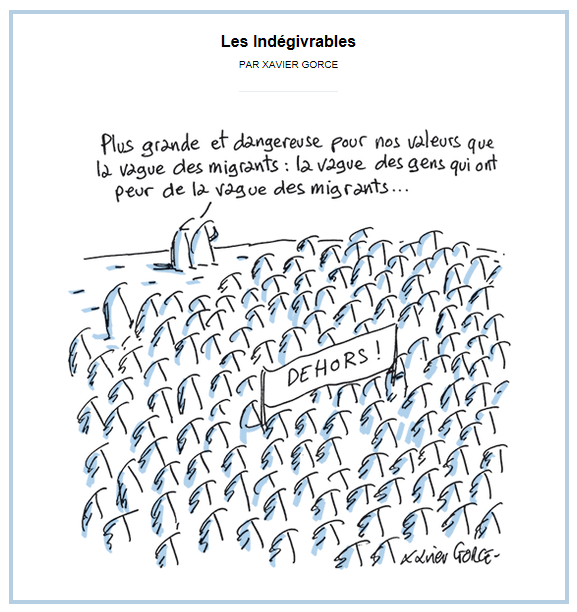 Les Indégivrables
PAR XAVIER GORCE
Plus grande et dangereuse pour nos valeurs que
la vague des migrants : la vague des gens qui ont
peur de la vague des migrants...
DEHORS !
Xavier GORCE-